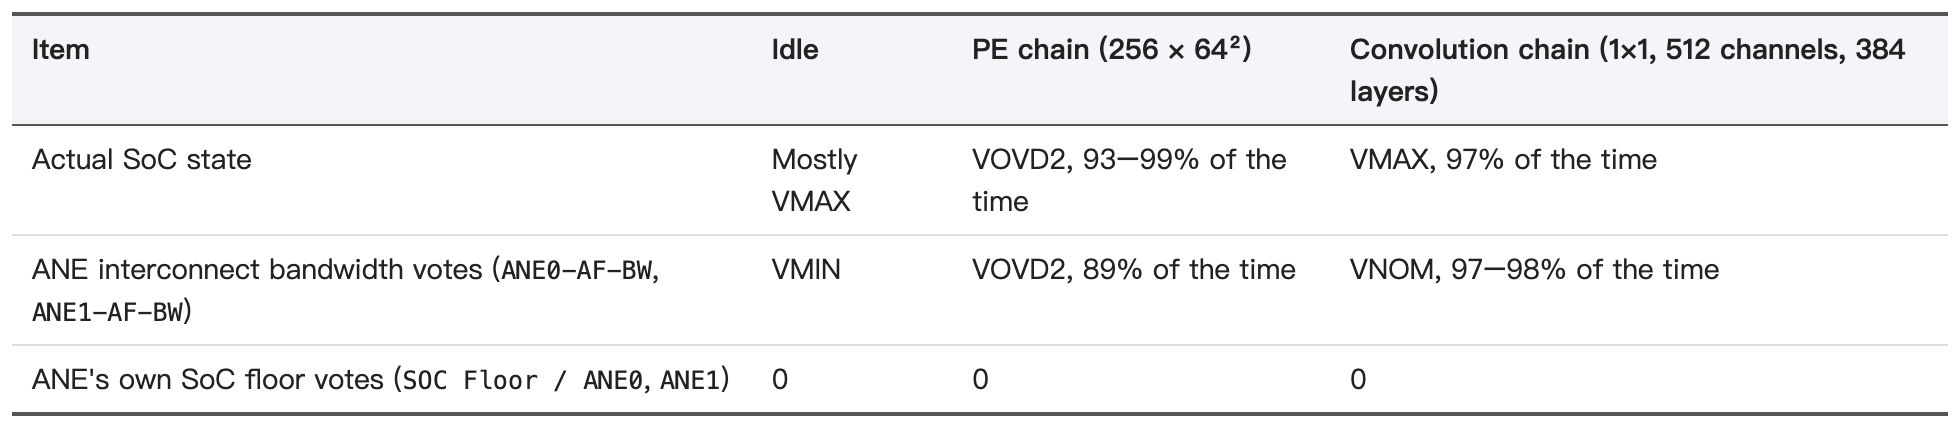 Item Idle PE chain (256 × 64²) Convolution chain (1×1, 512 channels, 384
layers)
Actual SoC state Mostly VOVD2, 93–99% of the VMAX, 97% of the time
VMAX time
ANE interconnect bandwidth votes (ANE0-AF-BW, VMIN VOVD2, 89% of the time VNOM, 97–98% of the time
ANE1-AF-BW)
ANE's own SoC floor votes (SOC Floor / ANE0, ANE1) 0 0 0